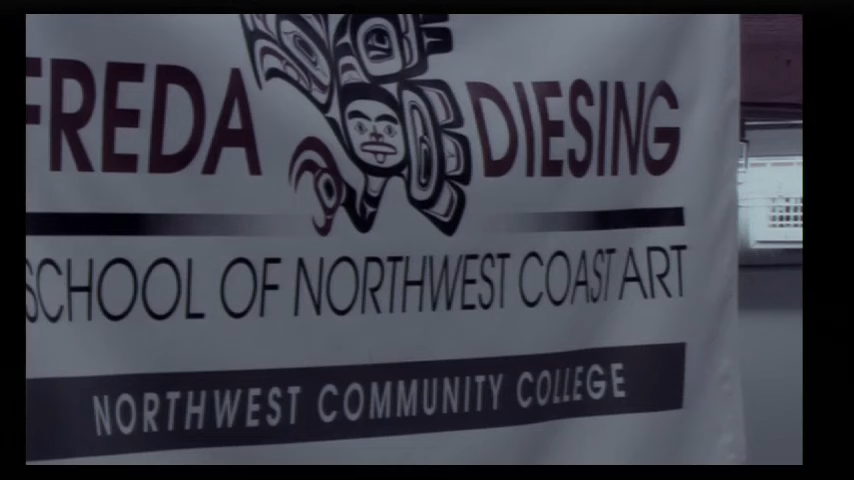 FREDA DIESING
SCHOOL OF NORTHWEST COAST ART
NORTHWEST COMMUNITY COLLEGE